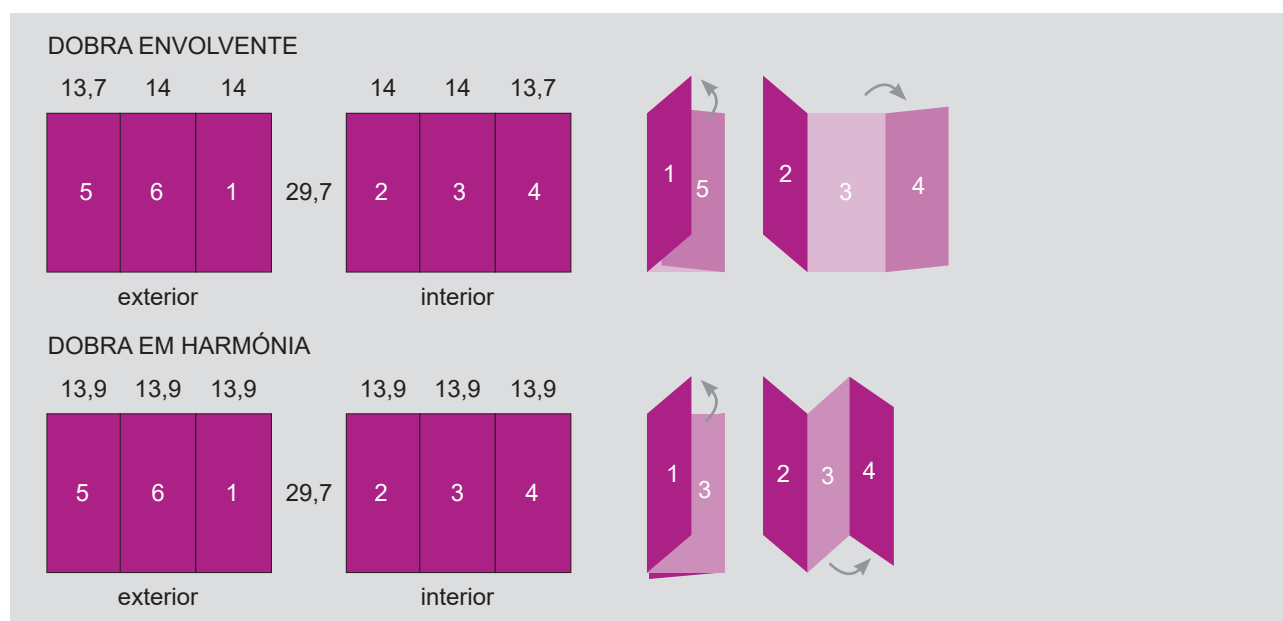 DOBRA ENVOLVENTE
13,7 14 14 14 14 13,7
5 6 1 29,7 2 3 4 1 5 2 3 4
exterior interior
DOBRA EM HARMÓNIA
13,9 13,9 13,9 13,9 13,9 13,9
5 6 1 29,7 2 3 4 1 3 2 3 4
exterior interior